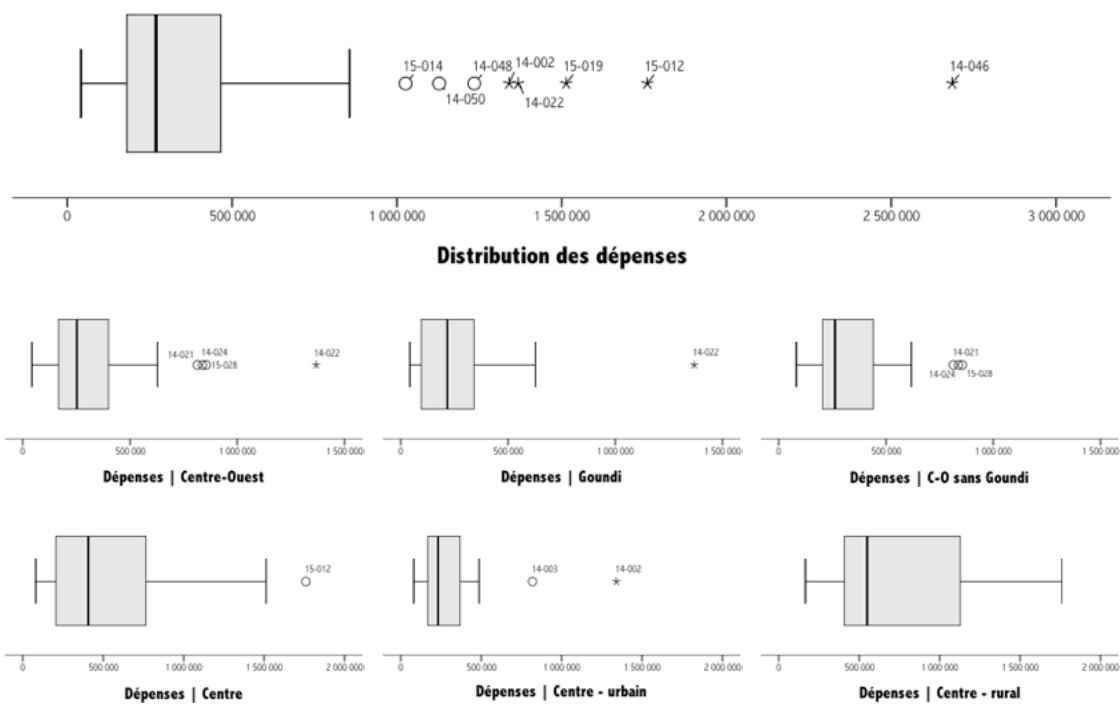 15-014 14-048 14-002 15-019 15-012 14-046
14-050 14-022
0 500 000 1 000 000 1 500 000 2 000 000 2 500 000 3 000 000
Distribution des dépenses
14-021 14-024 15-028 14-022
0 500 000 1 000 000 1 500 000
Dépenses | Centre-Ouest
14-022
0 500 000 1 000 000 1 500 000
Dépenses | Goundi
14-021
14-024 15-028
0 500 000 1 000 000 1 500 000
Dépenses | C-O sans Goundi
15-012
0 500 000 1 000 000 1 500 000 2 000 000
Dépenses | Centre
14-003 14-002
0 500 000 1 000 000 1 500 000 2 000 000
Dépenses | Centre - urbain
0 500 000 1 000 000 1 500 000 2 000 000
Dépenses | Centre - rural